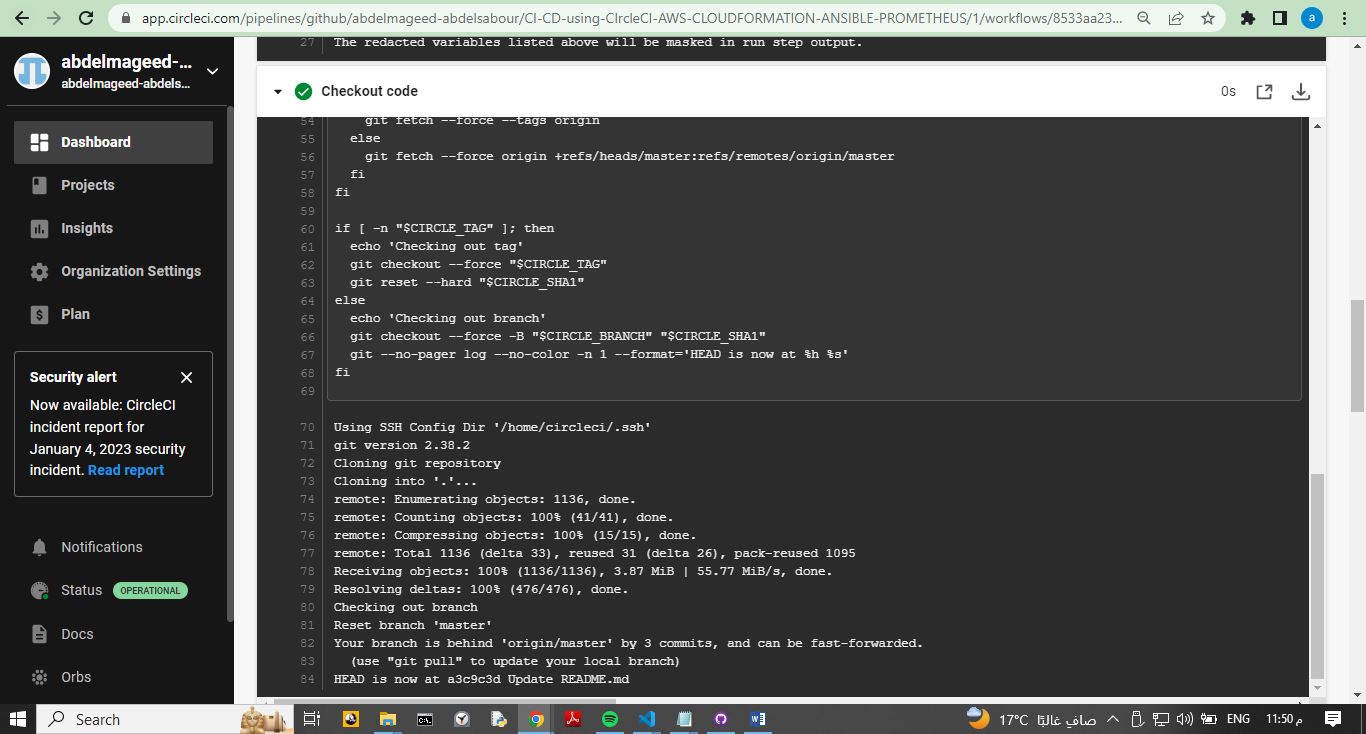 app.circleci.com/pipelines/github/abdelmageed-abdelsabour/CI-CD-using-CIrcleCI-AWS-CLOUDFORMATION-ANSIBLE-PROMETHEUS/1/workflows/8533aa23...
a
abdelmageed-...
abdelmageed-abdels...
Dashboard
Projects
Insights
Organization Settings
Plan
Security alert
Now available: CircleCI
incident report for
January 4, 2023 security
incident. Read report
Notifications
Status OPERATIONAL
Docs
Orbs
27 The redacted variables listed above will be masked in run step output.
Checkout code 0s
54 git fetch --force --tags origin
55 else
56 git fetch --force origin +refs/heads/master:refs/remotes/origin/master
57 fi
58 fi
59
60 if [ -n "$CIRCLE_TAG" ]; then
61 echo 'Checking out tag'
62 git checkout --force "$CIRCLE_TAG"
63 git reset --hard "$CIRCLE_SHA1"
64 else
65 echo 'Checking out branch'
66 git checkout --force -B "$CIRCLE_BRANCH" "$CIRCLE_SHA1"
67 git --no-pager log --no-color -n 1 --format='HEAD is now at %h %s'
68 fi
69
70 Using SSH Config Dir '/home/circleci/.ssh'
71 git version 2.38.2
72 Cloning git repository
73 Cloning into '.'...
74 remote: Enumerating objects: 1136, done.
75 remote: Counting objects: 100% (41/41), done.
76 remote: Compressing objects: 100% (15/15), done.
77 remote: Total 1136 (delta 33), reused 31 (delta 26), pack-reused 1095
78 Receiving objects: 100% (1136/1136), 3.87 MiB | 55.77 MiB/s, done.
79 Resolving deltas: 100% (476/476), done.
80 Checking out branch
81 Reset branch 'master'
82 Your branch is behind 'origin/master' by 3 commits, and can be fast-forwarded.
83 (use "git pull" to update your local branch)
84 HEAD is now at a3c9c3d Update README.md
Search
17°C صافٍ غالبًا ENG 11:50 م